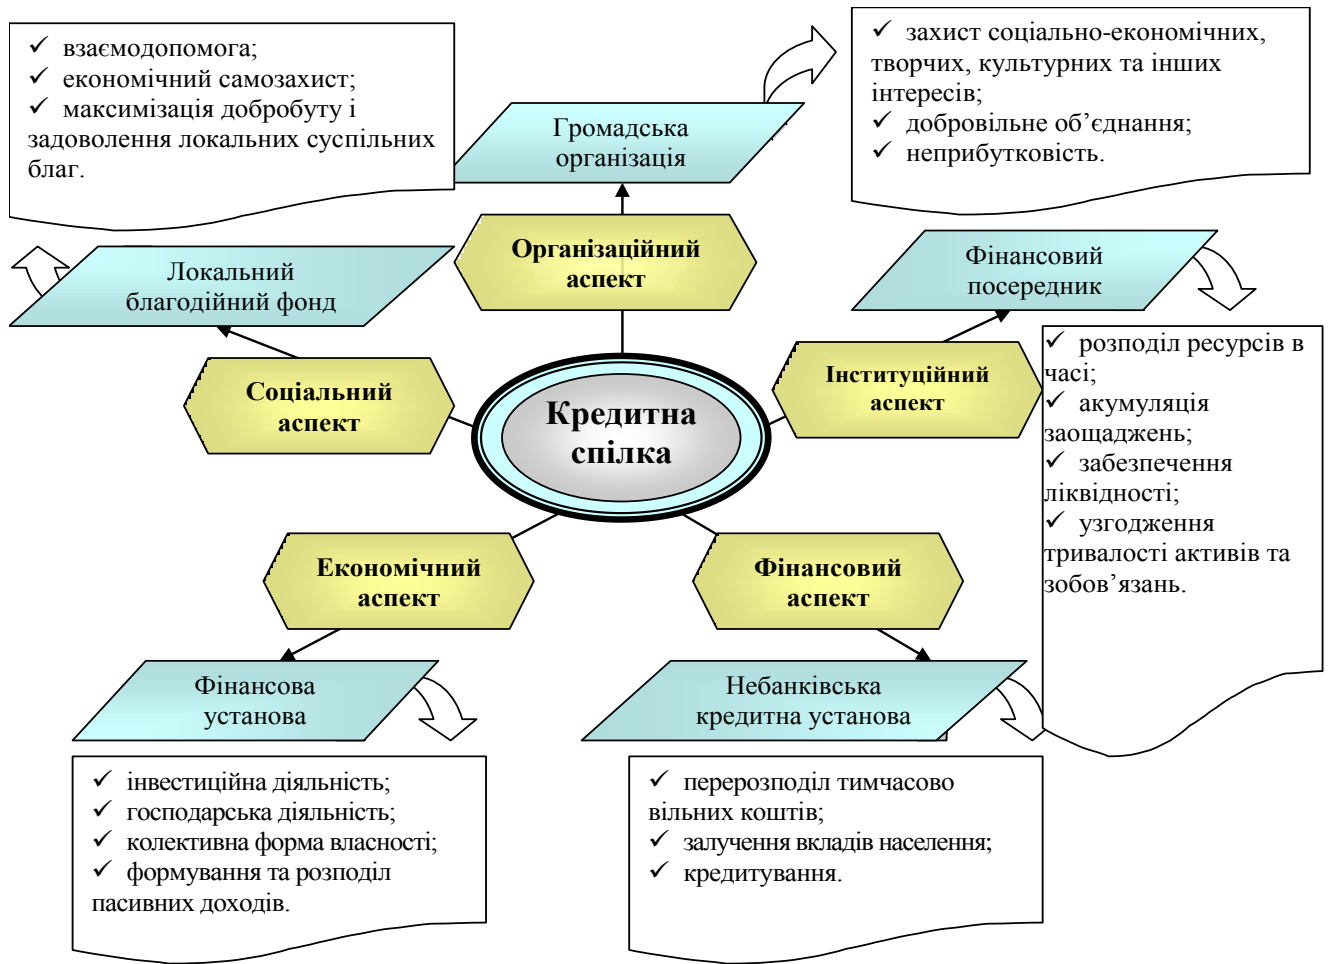 ✓ взаємодопомога;
✓ економічний самозахист;
✓ максимізація добробуту і
задоволення локальних суспільних
благ.
Громадська
організація
✓ захист соціально-економічних,
творчих, культурних та інших
інтересів;
✓ добровільне об’єднання;
✓ неприбутковість.
Локальний
благодійний фонд
Організаційний
аспект
Фінансовий
посередник
Соціальний
аспект
Кредитна
спілка
Інституційний
аспект
✓ розподіл ресурсів в
часі;
✓ акумуляція
заощаджень;
✓ забезпечення
ліквідності;
✓ узгодження
тривалості активів та
зобов’язань.
Економічний
аспект
Фінансовий
аспект
Фінансова
установа
Небанківська
кредитна установа
✓ інвестиційна діяльність;
✓ господарська діяльність;
✓ колективна форма власності;
✓ формування та розподіл
пасивних доходів.
✓ перерозподіл тимчасово
вільних коштів;
✓ залучення вкладів населення;
✓ кредитування.